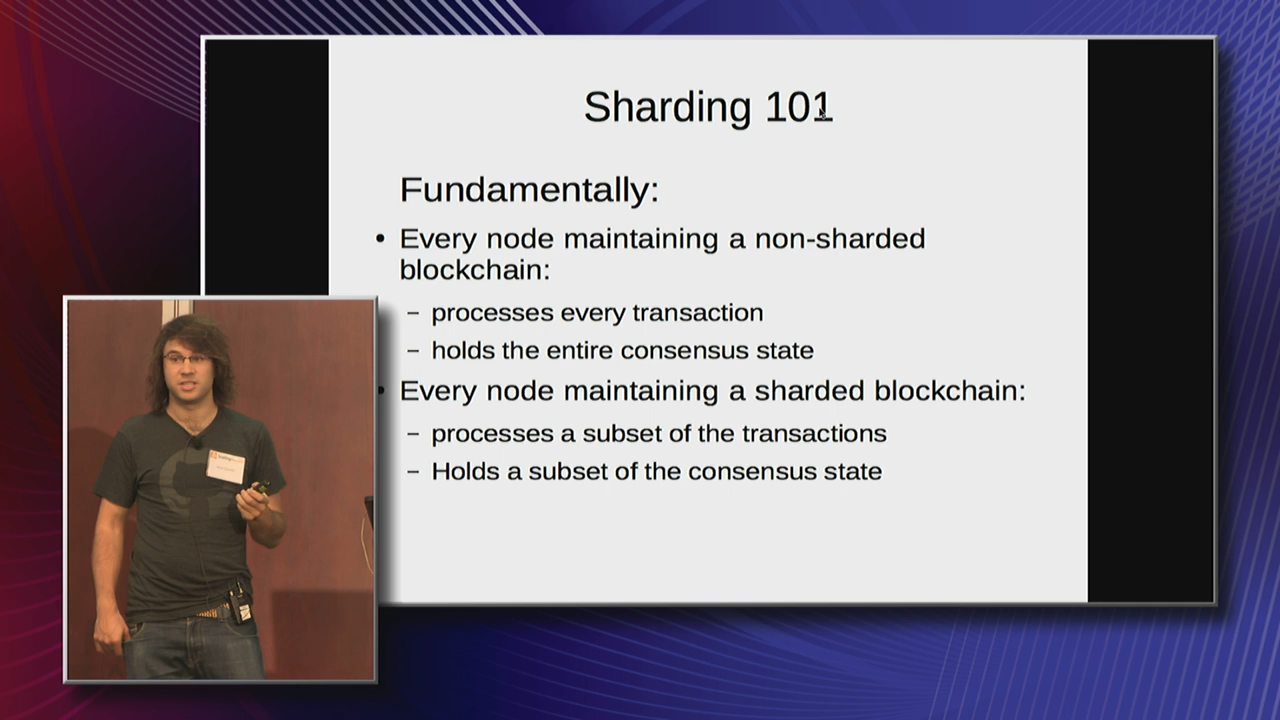 Sharding 101
Fundamentally:
• Every node maintaining a non-sharded
blockchain:
– processes every transaction
– holds the entire consensus state
• Every node maintaining a sharded blockchain:
– processes a subset of the transactions
– Holds a subset of the consensus state